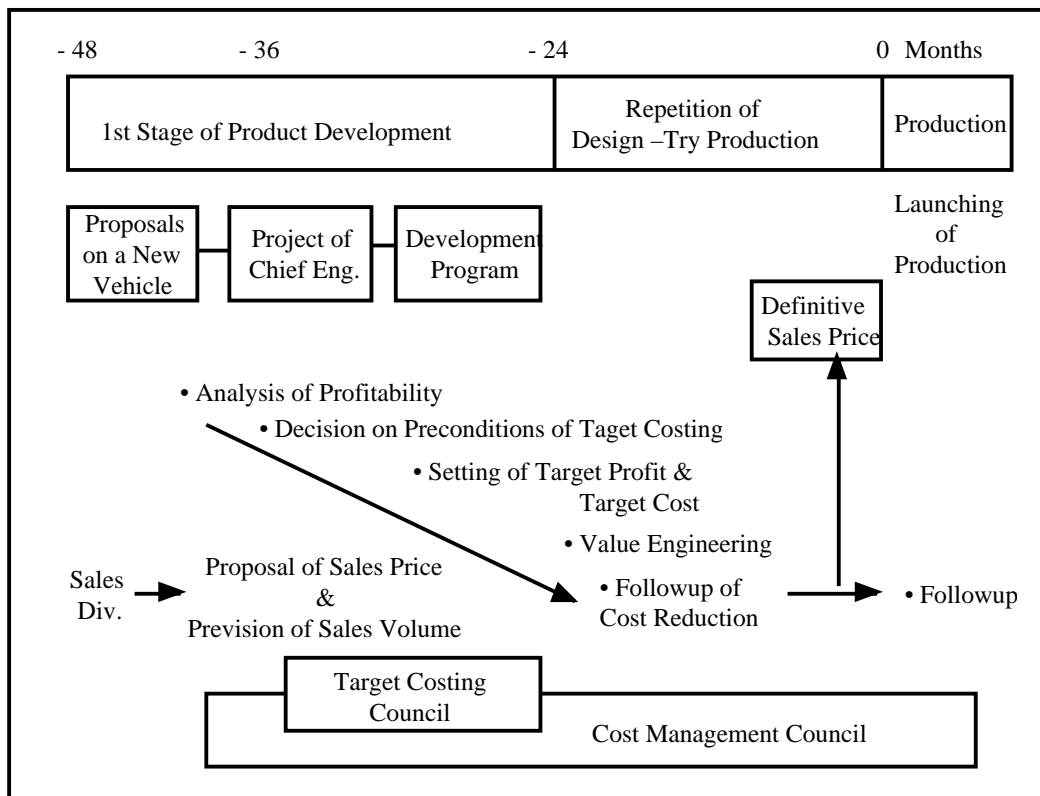 - 48 - 36 - 24 0 Months
1st Stage of Product Development
Repetition of
Design –Try Production
Production
Proposals
on a New
Vehicle
Project of
Chief Eng.
Development
Program
Launching
of
Production
Definitive
Sales Price
• Analysis of Profitability
• Decision on Preconditions of Taget Costing
• Setting of Target Profit &
Target Cost
• Value Engineering
Sales
Div.
Proposal of Sales Price
&
Prevision of Sales Volume
• Followup of
Cost Reduction
• Followup
Target Costing
Council
Cost Management Council